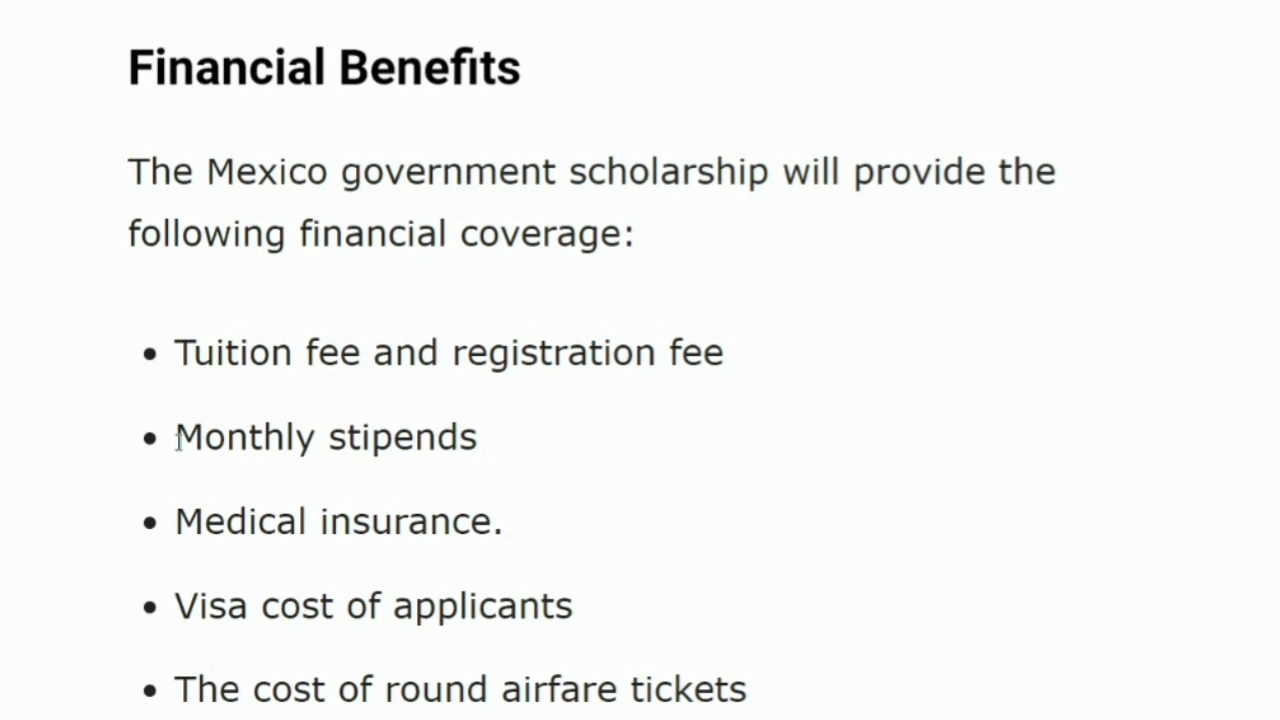 Financial Benefits
The Mexico government scholarship will provide the
following financial coverage:
• Tuition fee and registration fee
• Monthly stipends
• Medical insurance.
• Visa cost of applicants
• The cost of round airfare tickets